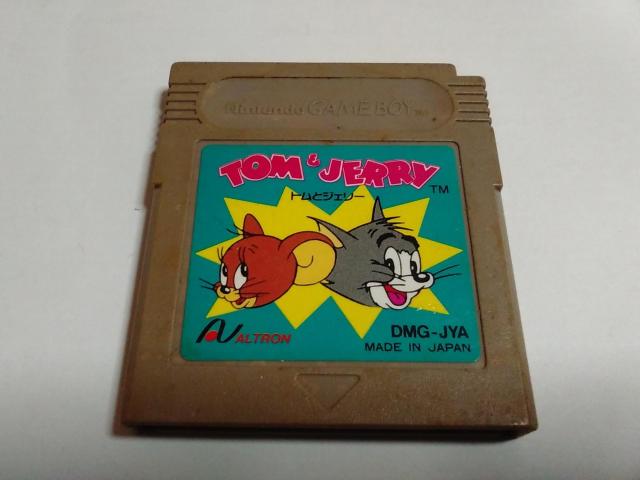 Nintendo GAME BOY TM
TOM & JERRY TM
トムとジェリー
ALTRON
DMG-JYA
MADE IN JAPAN